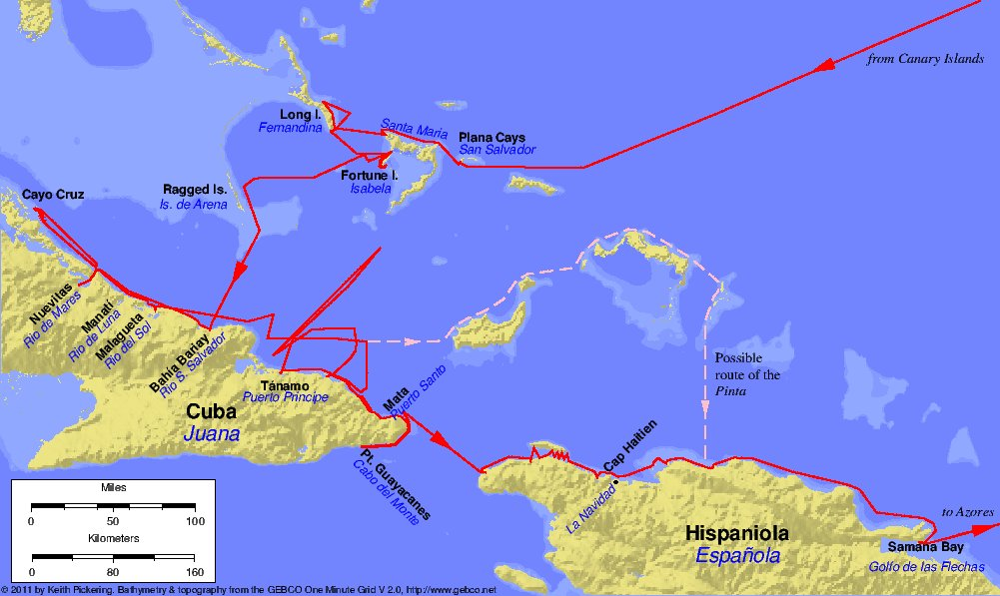 from Canary Islands
Long I.
Fernandina
Santa Maria
Plana Cays
San Salvador
Fortune I.
Isabela
Ragged Is.
Is. de Arena
Cayo Cruz
Nuevitas
Rio de Mares
Manatí
Rio de Luna
Malagueta
Rio del Sol
Bahía Bariay
Rio S. Salvador
Tánamo
Puerto Principe
Cuba
Juana
Mata
Puerto Santo
Pt. Guayacanes
Cabo del Monte
Possible
route of the
Pinta
Cap Haïtien
La Navidad
Hispaniola
Española
to Azores
Samaná Bay
Golfo de las Flechas
Miles
0 50 100
Kilometers
0 80 160
© 2011 by Keith Pickering. Bathymetry & topography from the GEBCO One Minute Grid V 2.0, http://www.gebco.net